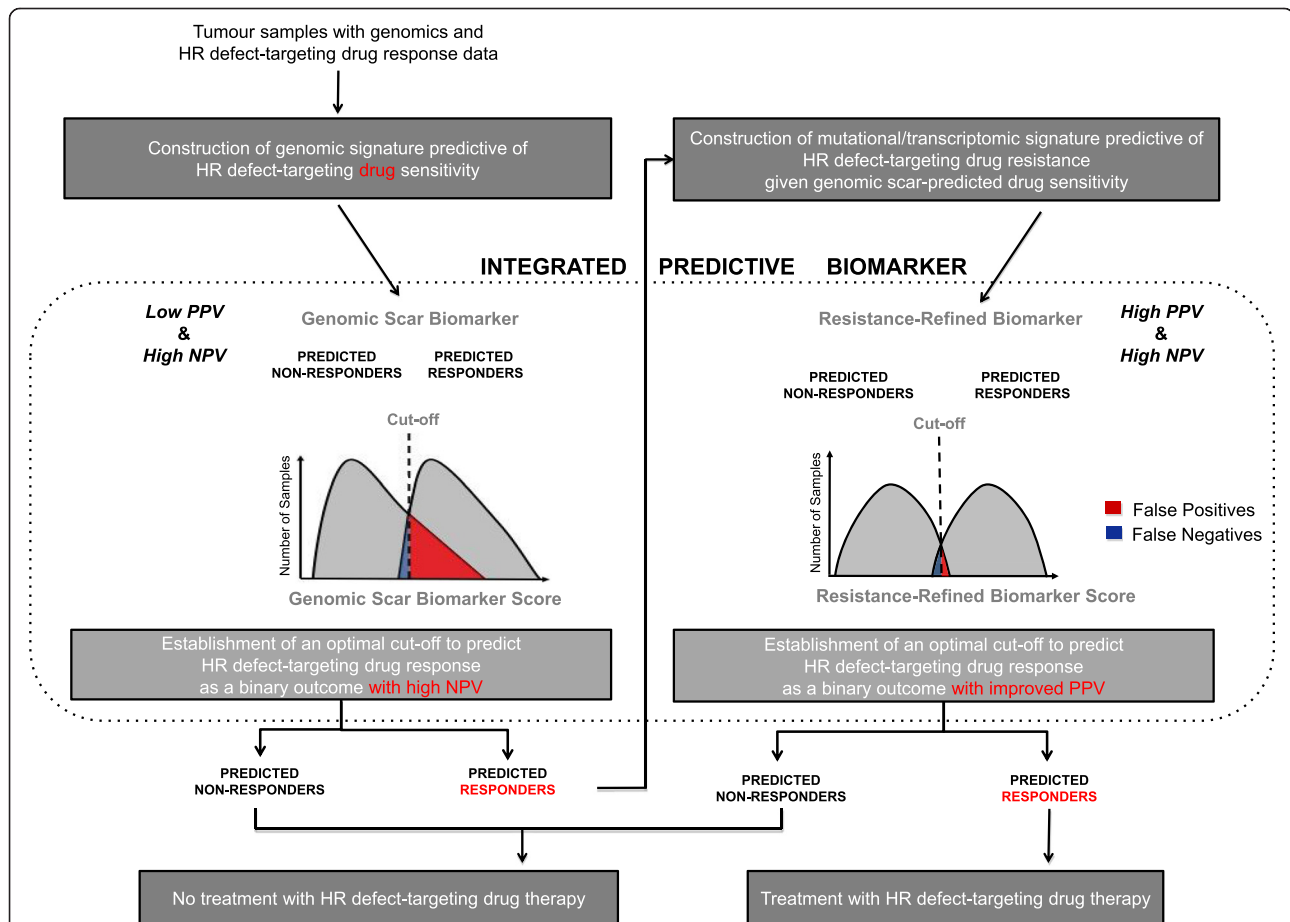 Tumour samples with genomics and
HR defect-targeting drug response data
Construction of genomic signature predictive of
HR defect-targeting drug sensitivity
Construction of mutational/transcriptomic signature predictive of
HR defect-targeting drug resistance
given genomic scar-predicted drug sensitivity
INTEGRATED PREDICTIVE BIOMARKER
Low PPV
&
High NPV
Genomic Scar Biomarker
PREDICTED
NON-RESPONDERS
PREDICTED
RESPONDERS
Cut-off
Number of Samples
Genomic Scar Biomarker Score
Establishment of an optimal cut-off to predict
HR defect-targeting drug response
as a binary outcome with high NPV
Resistance-Refined Biomarker
High PPV
&
High NPV
PREDICTED
NON-RESPONDERS
PREDICTED
RESPONDERS
Cut-off
Number of Samples
False Positives
False Negatives
Resistance-Refined Biomarker Score
Establishment of an optimal cut-off to predict
HR defect-targeting drug response
as a binary outcome with improved PPV
PREDICTED
NON-RESPONDERS
PREDICTED
RESPONDERS
PREDICTED
NON-RESPONDERS
PREDICTED
RESPONDERS
No treatment with HR defect-targeting drug therapy
Treatment with HR defect-targeting drug therapy